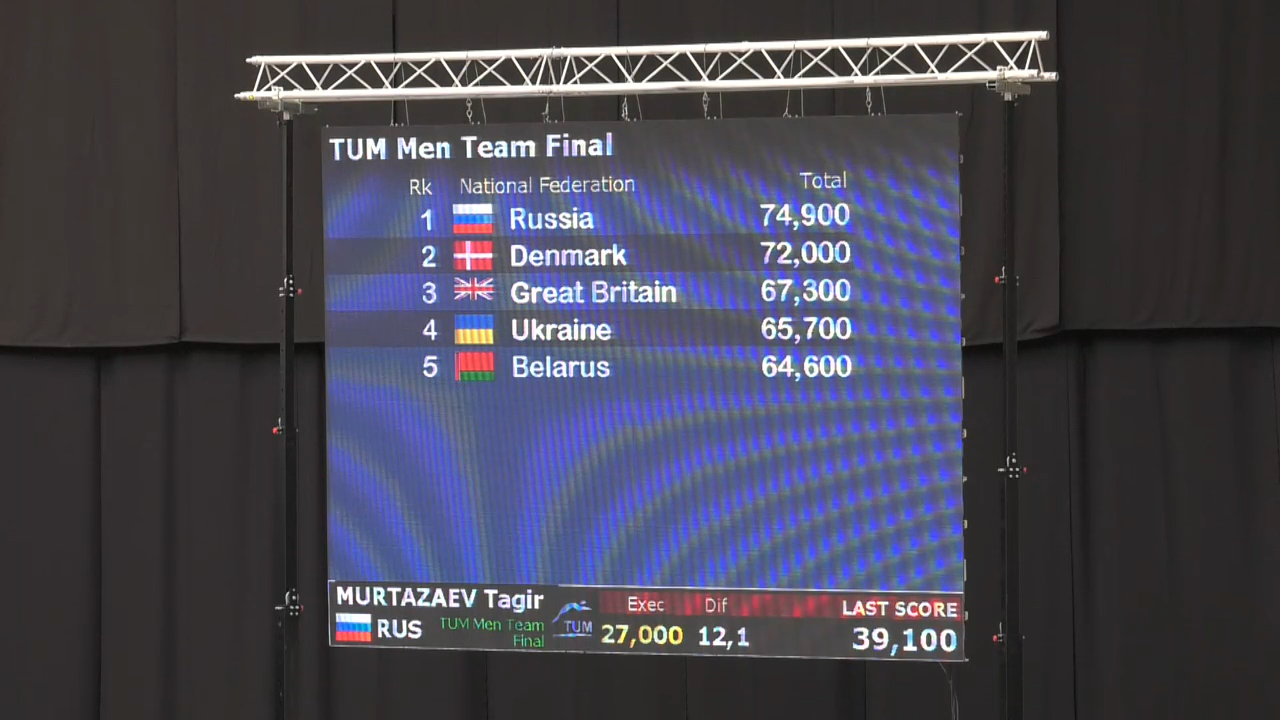 TUM Men Team Final
Rk National Federation Total
1 Russia 74,900
2 Denmark 72,000
3 Great Britain 67,300
4 Ukraine 65,700
5 Belarus 64,600
MURTAZAEV Tagir
RUS
TUM Men Team
Final
TUM
Exec Dif LAST SCORE
27,000 12,1 39,100